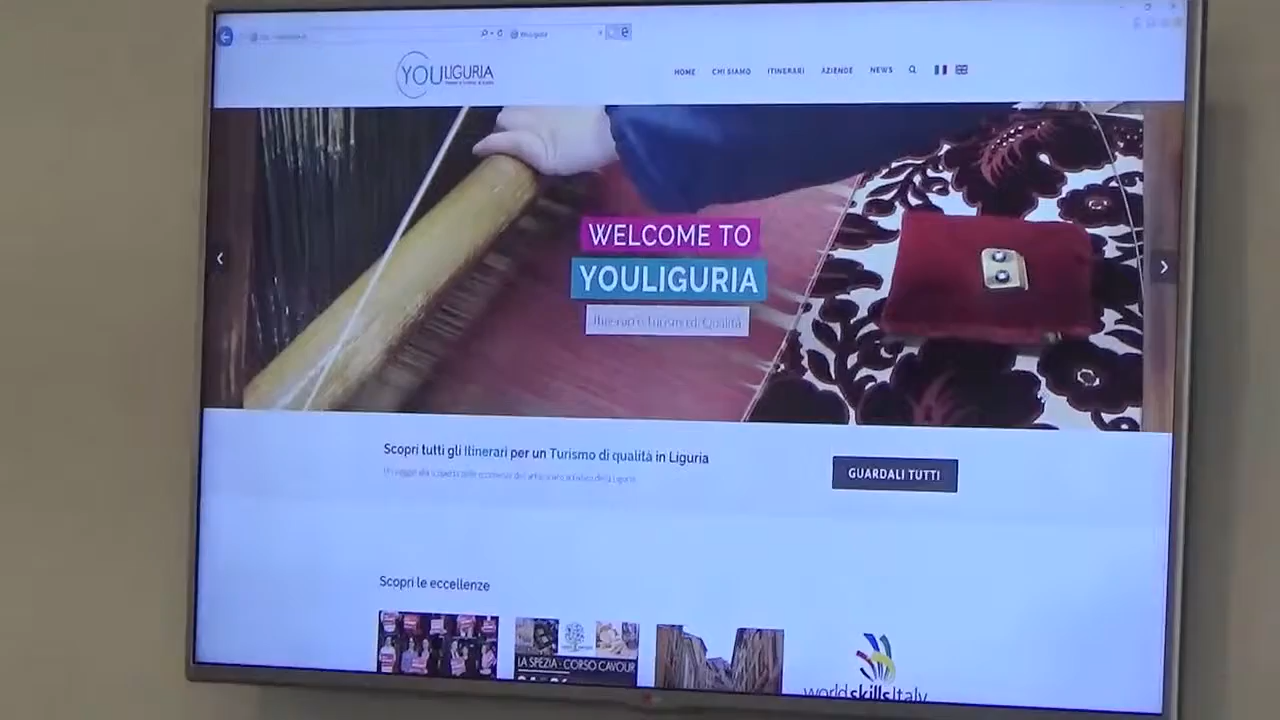 YOULIGURIA
HOME CHI SIAMO ITINERARI AZIENDE NEWS
WELCOME TO
YOULIGURIA
Itinerari e Turismo di Qualità
Scopri tutti gli Itinerari per un Turismo di qualità in Liguria
GUARDALI TUTTI
Scopri le eccellenze
LA SPEZIA - CORSO CAVOUR
worldskillsItaly